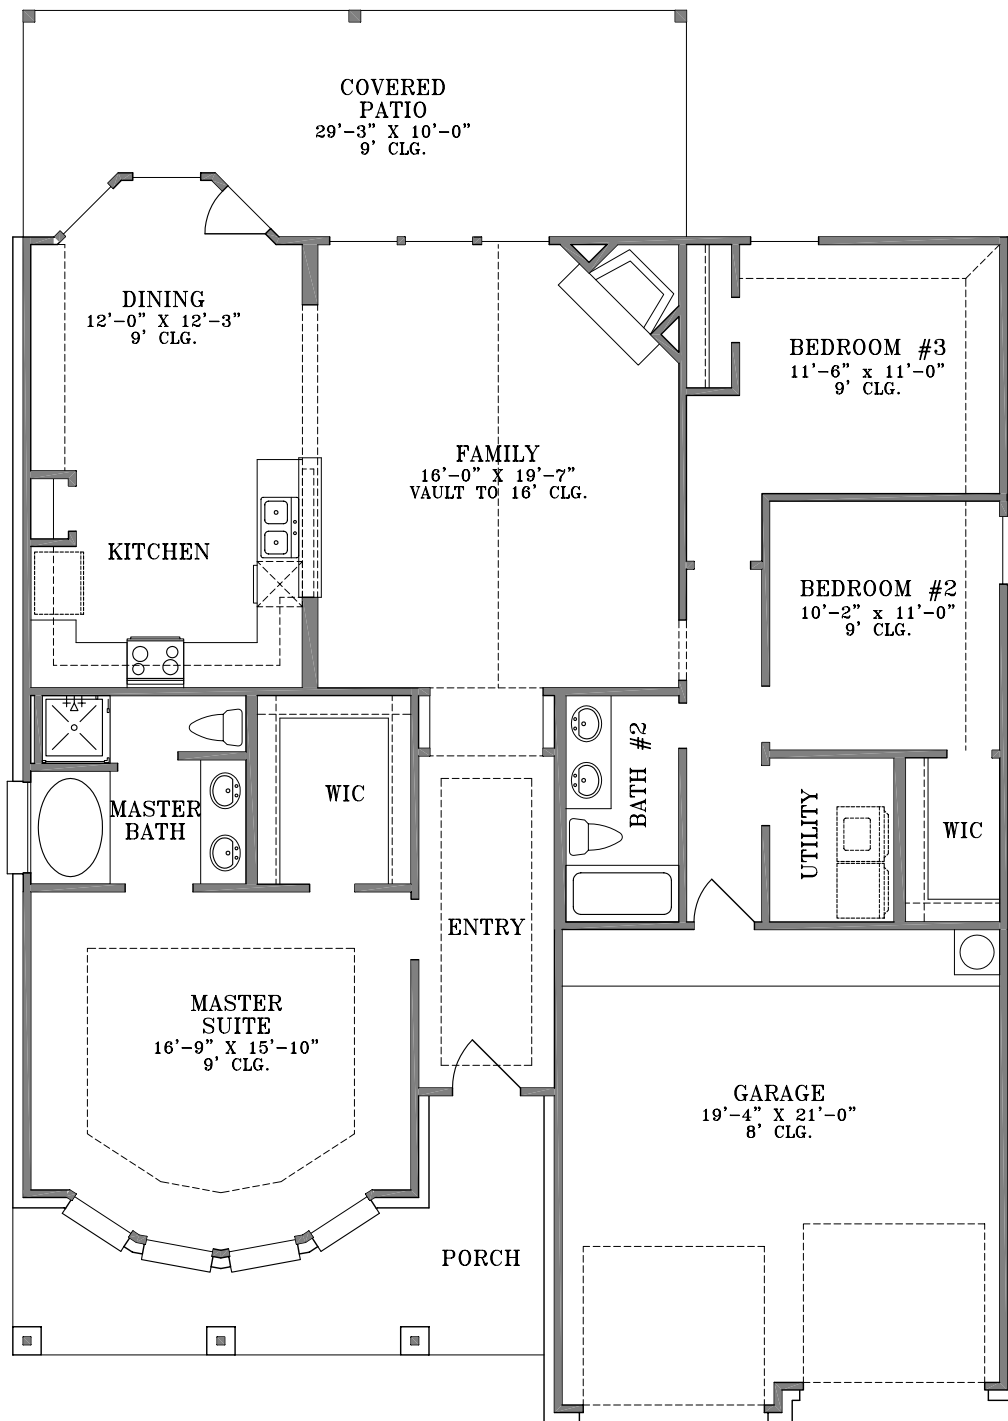 COVERED
PATIO
29'-3" X 10'-0"
9' CLG.
DINING
12'-0" X 12'-3"
9' CLG.
BEDROOM #3
11'-6" x 11'-0"
9' CLG.
FAMILY
16'-0" X 19'-7"
VAULT TO 16' CLG.
KITCHEN
BEDROOM #2
10'-2" x 11'-0"
9' CLG.
MASTER
BATH
WIC
BATH #2
UTILITY
WIC
ENTRY
MASTER
SUITE
16'-9" X 15'-10"
9' CLG.
GARAGE
19'-4" X 21'-0"
8' CLG.
PORCH